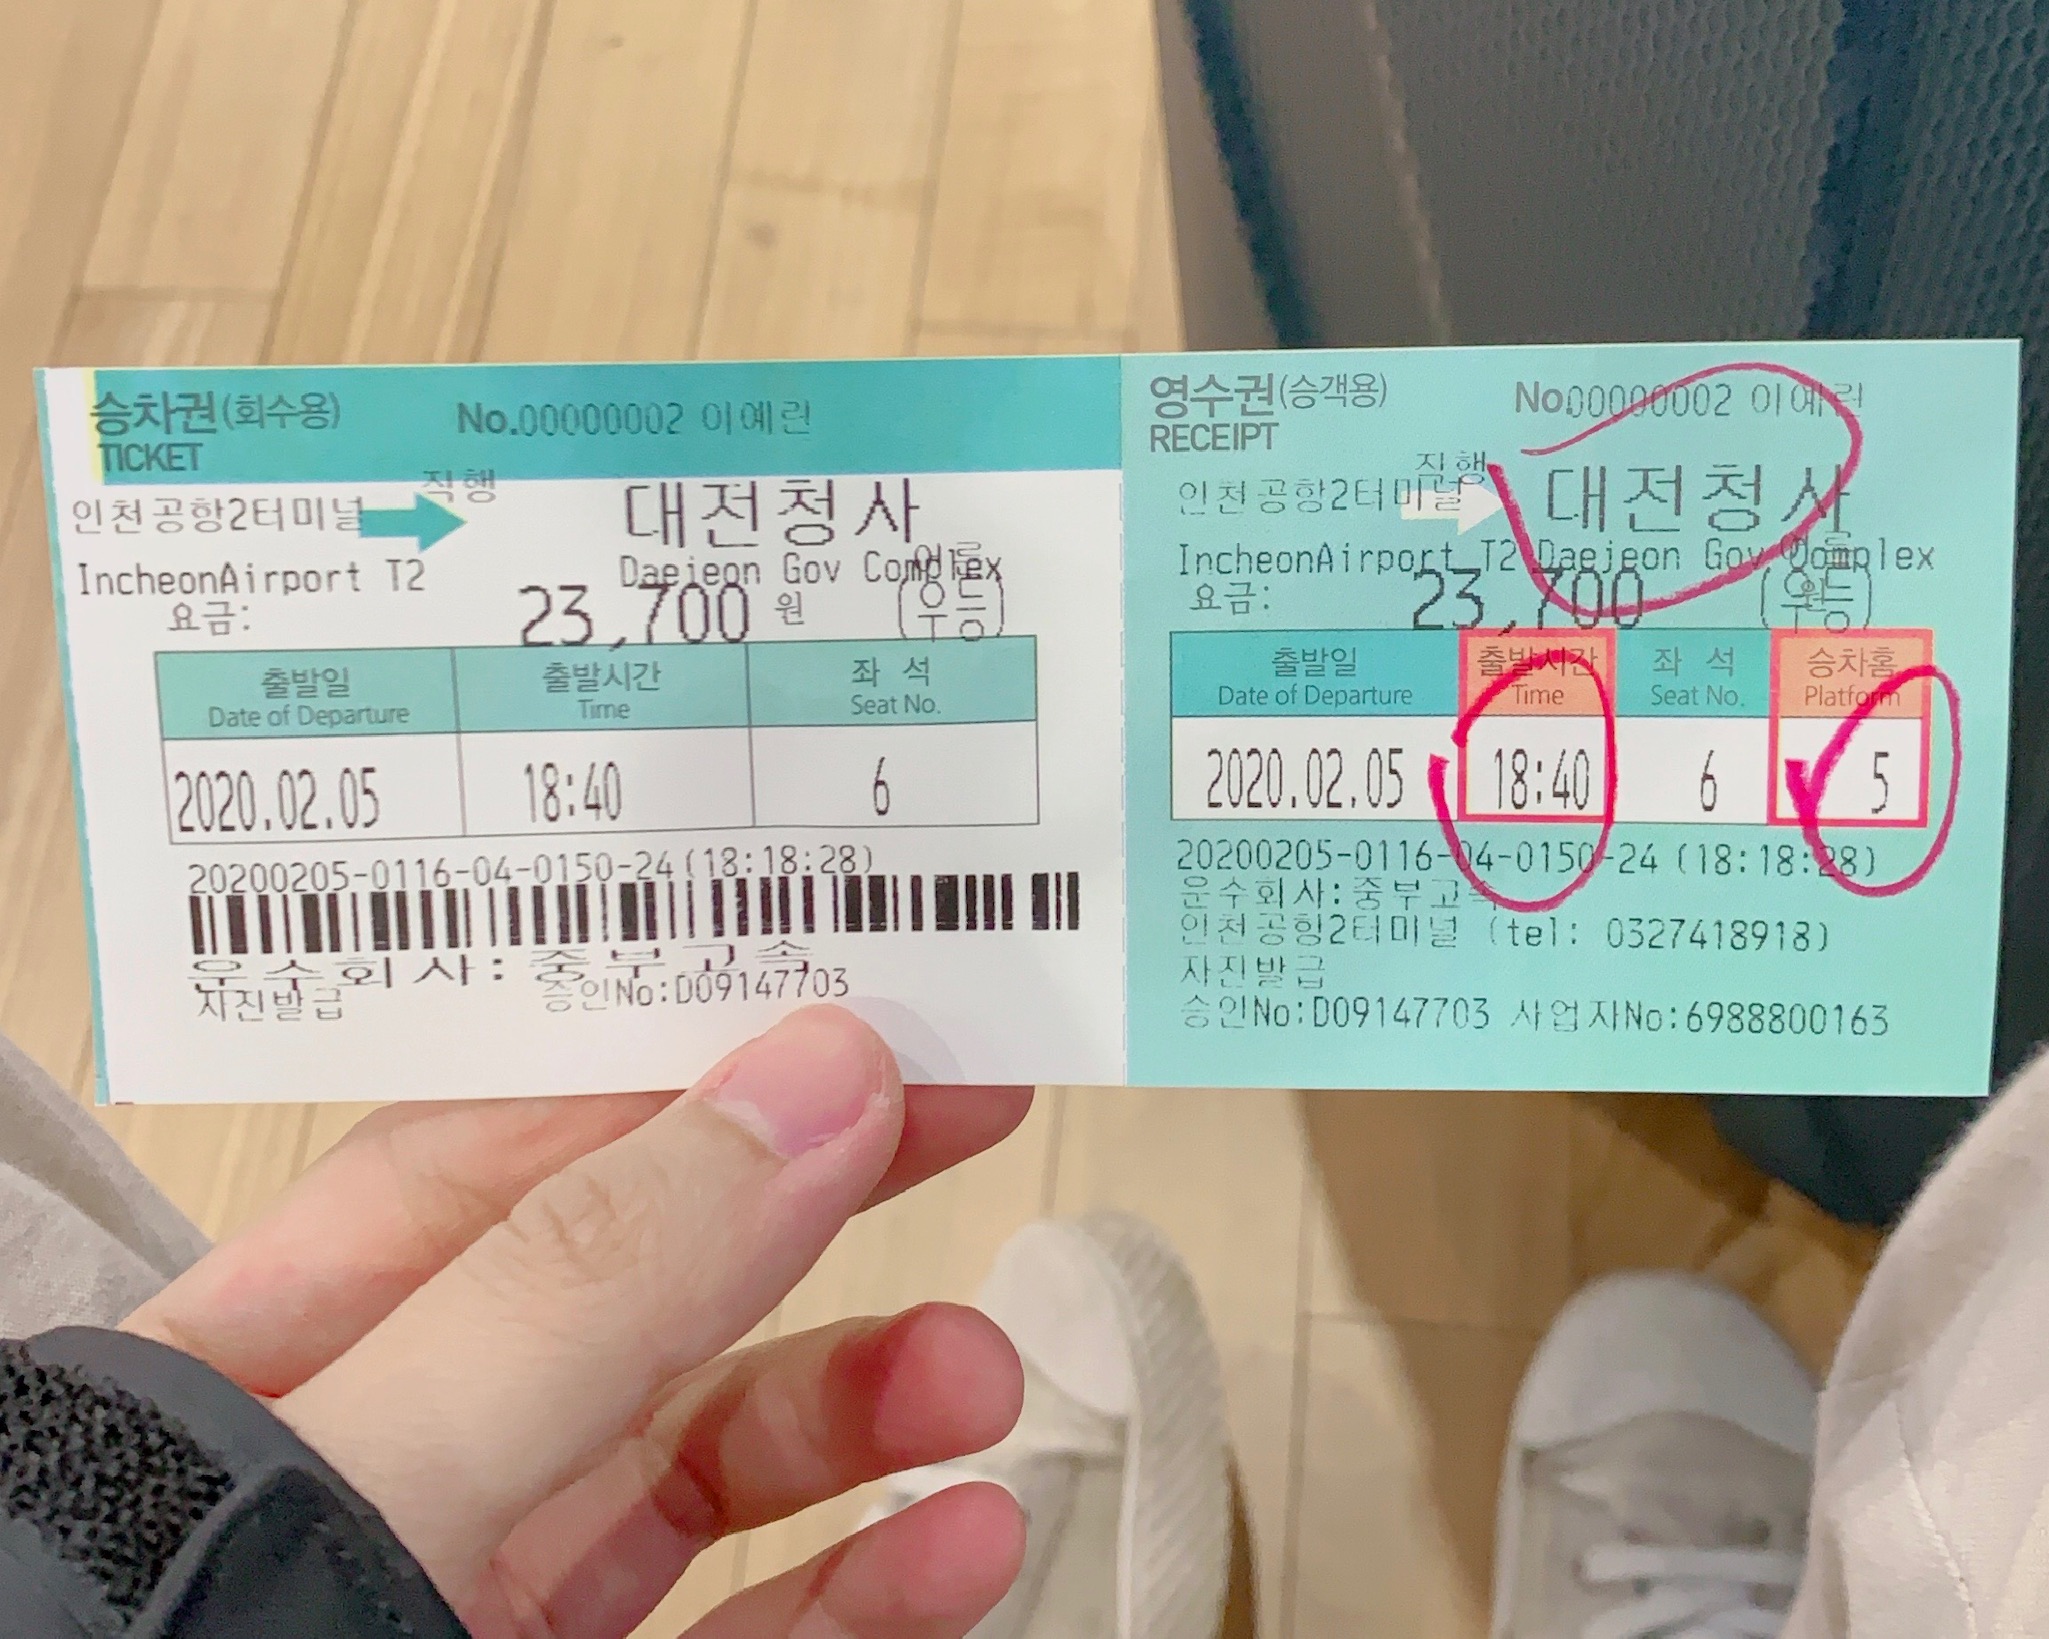 승차권(회수용)
TICKET
No.00000002 이예린
직행
인천공항2터미널
대전청사
IncheonAirport T2
Daejeon Gov Complex
요금:
23,700 원
어른
(우등)
출발일
Date of Departure
출발시간
Time
좌 석
Seat No.
2020.02.05
18:40
6
20200205-0116-04-0150-24(18:18:28)
운수회사: 중부고속
자진발급
승인No:D09147703
영수권(승객용)
RECEIPT
No.00000002 이예린
직행
인천공항2터미널
대전청사
IncheonAirport T2 Daejeon Gov Complex
요금:
23,700 원
(우등)
출발일
Date of Departure
출발시간
Time
좌 석
Seat No.
승차홈
Platform
2020.02.05
18:40
6
5
20200205-0116-04-0150-24(18:18:28)
운수회사:중부고속
인천공항2터미널 (tel: 0327418918)
자진발급
승인No:D09147703 사업자No:6988800163